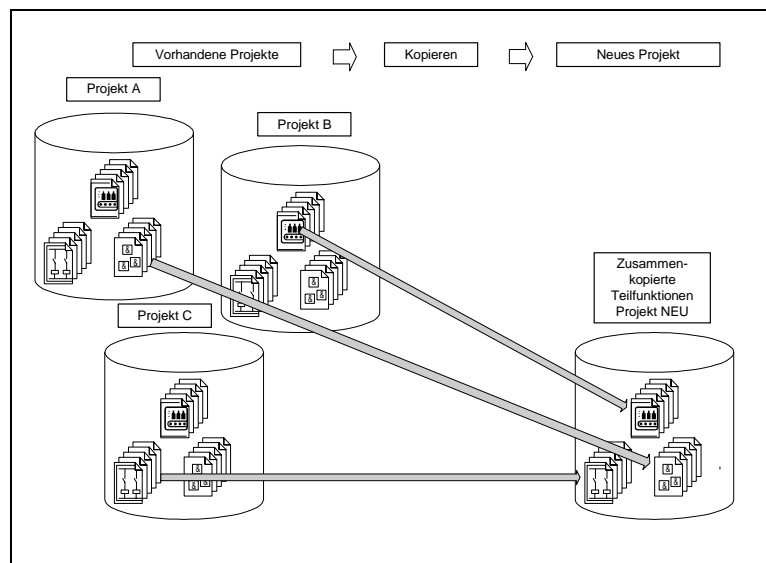 Vorhandene Projekte
Kopieren
Neues Projekt
Projekt A
Projekt B
Zusammen-
kopierte
Teilfunktionen
Projekt NEU
Projekt C